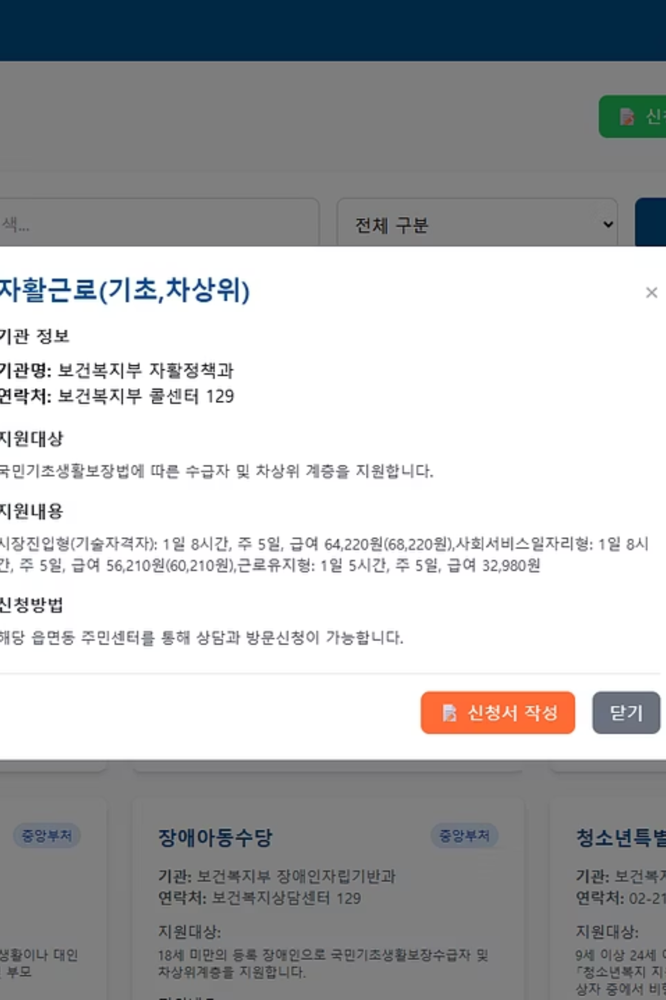 신청
색...
전체 구분
자활근로(기초,차상위)
×
기관 정보
기관명: 보건복지부 자활정책과
연락처: 보건복지부 콜센터 129
지원대상
국민기초생활보장법에 따른 수급자 및 차상위 계층을 지원합니다.
지원내용
시장진입형(기술자격자): 1일 8시간, 주 5일, 급여 64,220원(68,220원),사회서비스일자리형: 1일 8시
간, 주 5일, 급여 56,210원(60,210원),근로유지형: 1일 5시간, 주 5일, 급여 32,980원
신청방법
해당 읍면동 주민센터를 통해 상담과 방문신청이 가능합니다.
신청서 작성
닫기
중앙부처
생활이나 대인
부모
장애아동수당
중앙부처
기관: 보건복지부 장애인자립기반과
연락처: 보건복지상담센터 129
지원대상:
18세 미만의 등록 장애인으로 국민기초생활보장수급자 및
차상위계층을 지원합니다.
청소년특별
기관: 보건복지
연락처: 02-21
지원대상:
9세 이상 24세
「청소년복지 지
상자 중에서